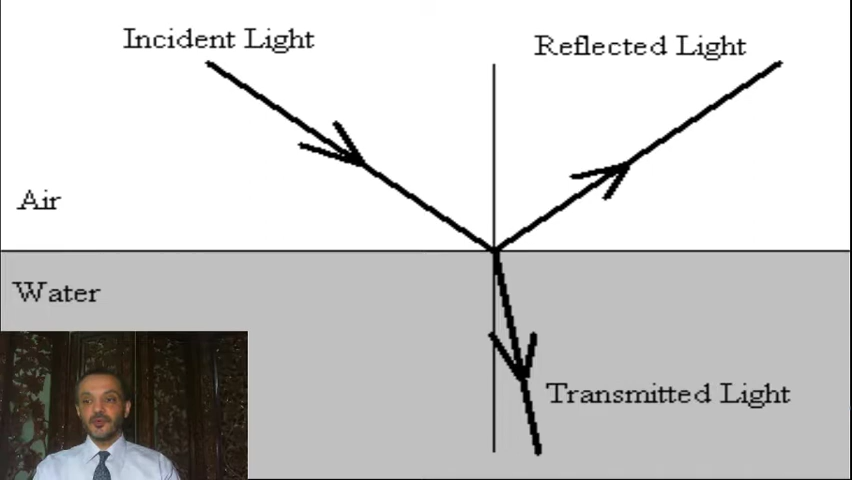 Incident Light
Reflected Light
Air
Water
Transmitted Light